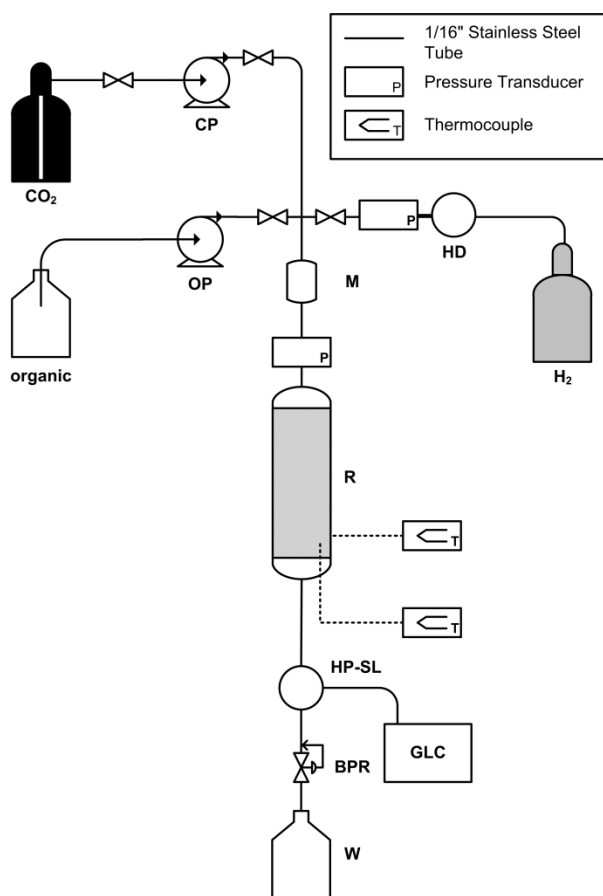 1/16" Stainless Steel
Tube
P
Pressure Transducer
T
Thermocouple
CP
CO₂
P
HD
OP
M
organic
P
H₂
R
T
T
HP-SL
GLC
BPR
W